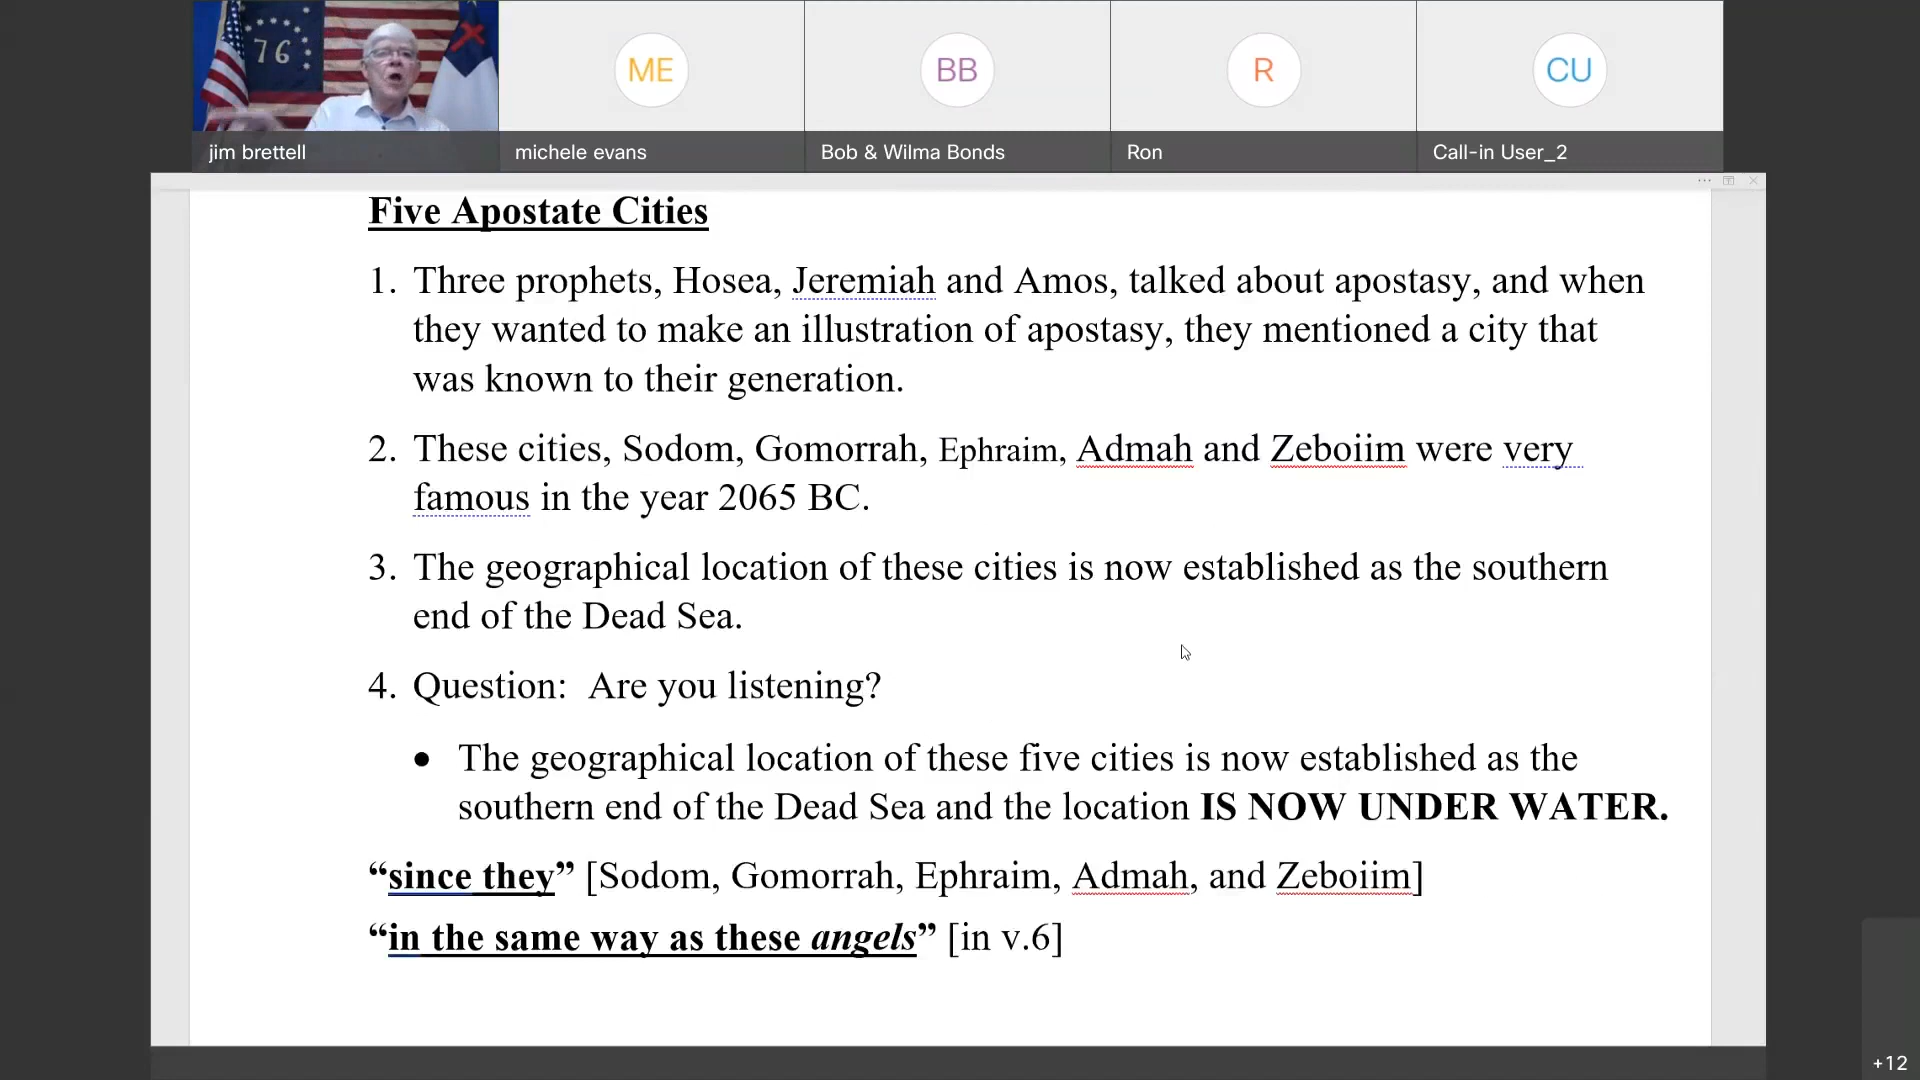 76
ME
BB
R
CU
jim brettell
michele evans
Bob & Wilma Bonds
Ron
Call-in User_2
Five Apostate Cities
1. Three prophets, Hosea, Jeremiah and Amos, talked about apostasy, and when
they wanted to make an illustration of apostasy, they mentioned a city that
was known to their generation.
2. These cities, Sodom, Gomorrah, Ephraim, Admah and Zeboiim were very
famous in the year 2065 BC.
3. The geographical location of these cities is now established as the southern
end of the Dead Sea.
4. Question: Are you listening?
• The geographical location of these five cities is now established as the
southern end of the Dead Sea and the location IS NOW UNDER WATER.
“since they” [Sodom, Gomorrah, Ephraim, Admah, and Zeboiim]
“in the same way as these angels” [in v.6]
+12